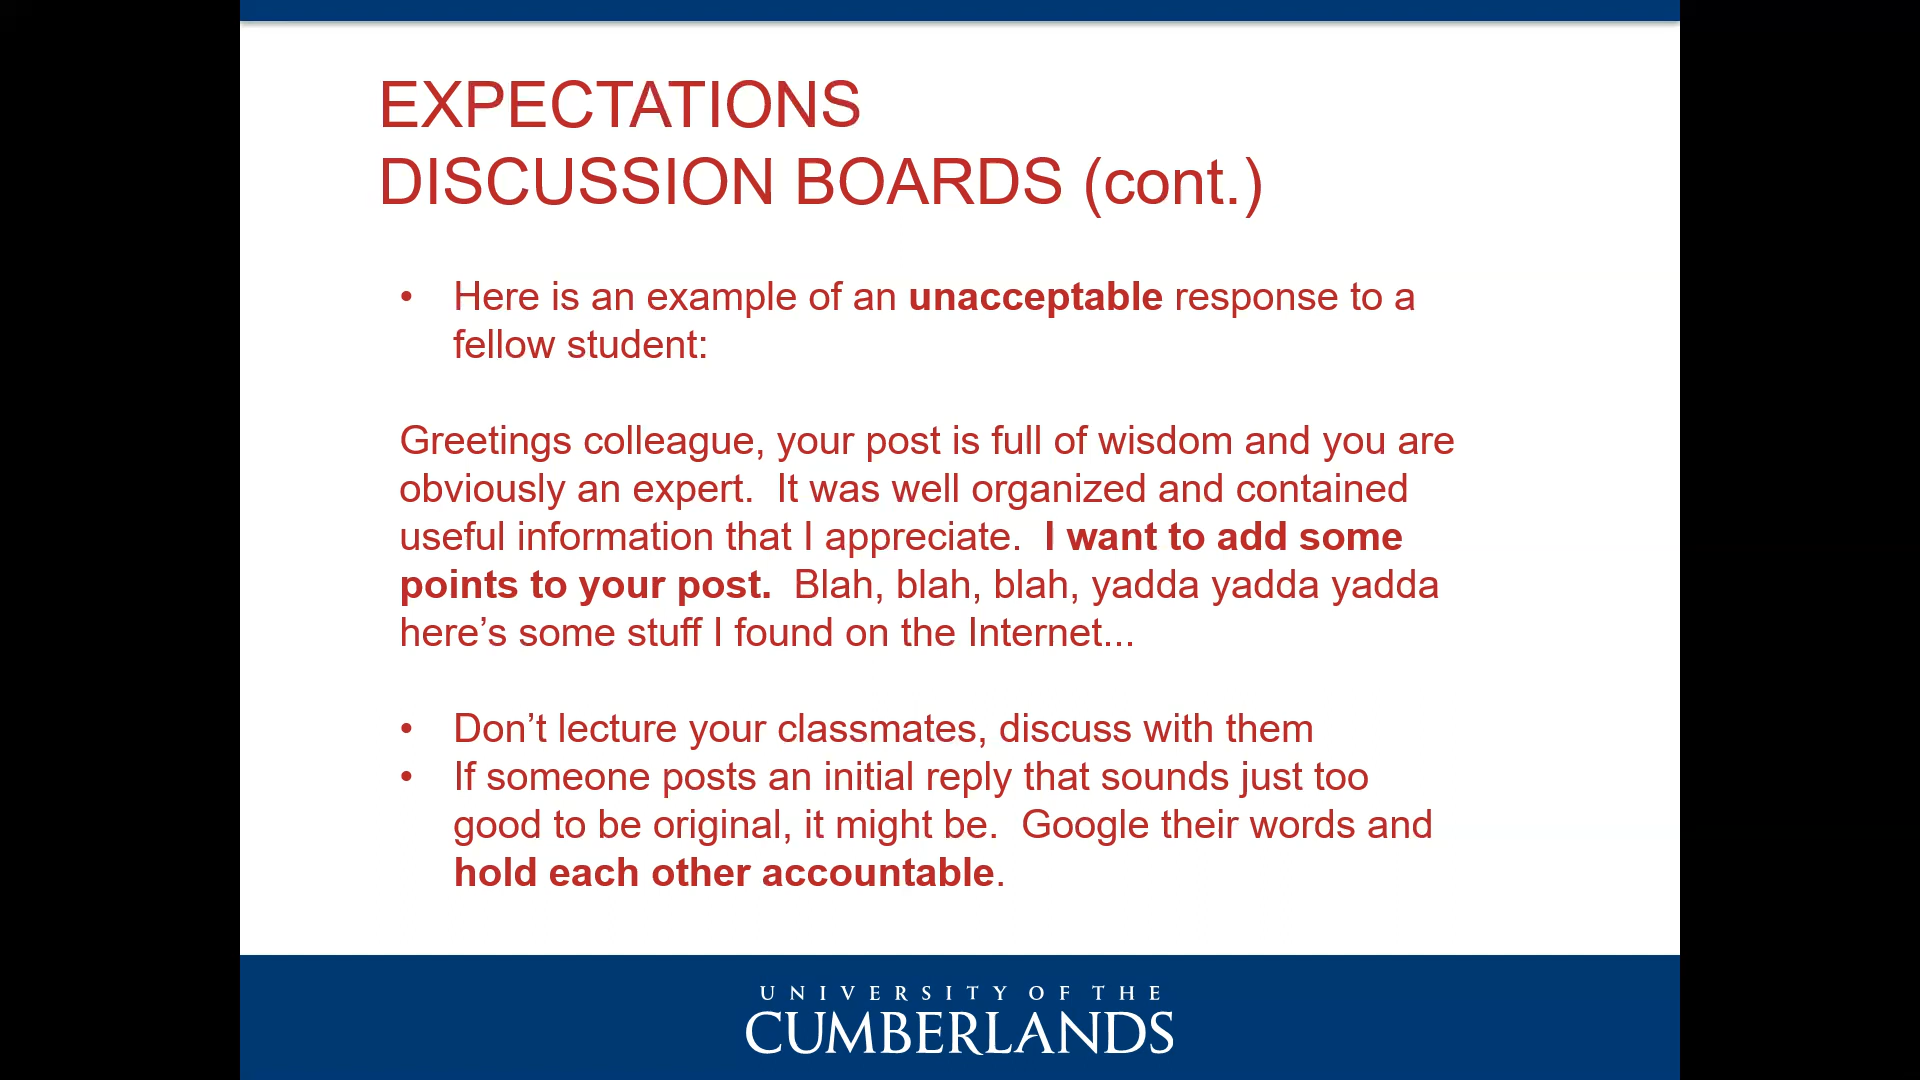 EXPECTATIONS
DISCUSSION BOARDS (cont.)
• Here is an example of an unacceptable response to a
fellow student:
Greetings colleague, your post is full of wisdom and you are
obviously an expert.  It was well organized and contained
useful information that I appreciate.  I want to add some
points to your post.  Blah, blah, blah, yadda yadda yadda
here’s some stuff I found on the Internet...
• Don’t lecture your classmates, discuss with them
• If someone posts an initial reply that sounds just too
good to be original, it might be.  Google their words and
hold each other accountable.
UNIVERSITY OF THE
CUMBERLANDS